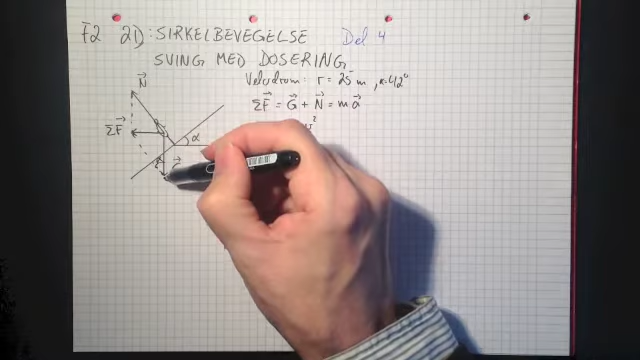 F2 2D: SIRKELBEVEGELSE Del 4
SVING MED DOSERING
Velodrom: r = 25 m, α = 42°
ΣF⃗ = G⃗ + N⃗ = m a⃗
N⃗
ΣF⃗
α